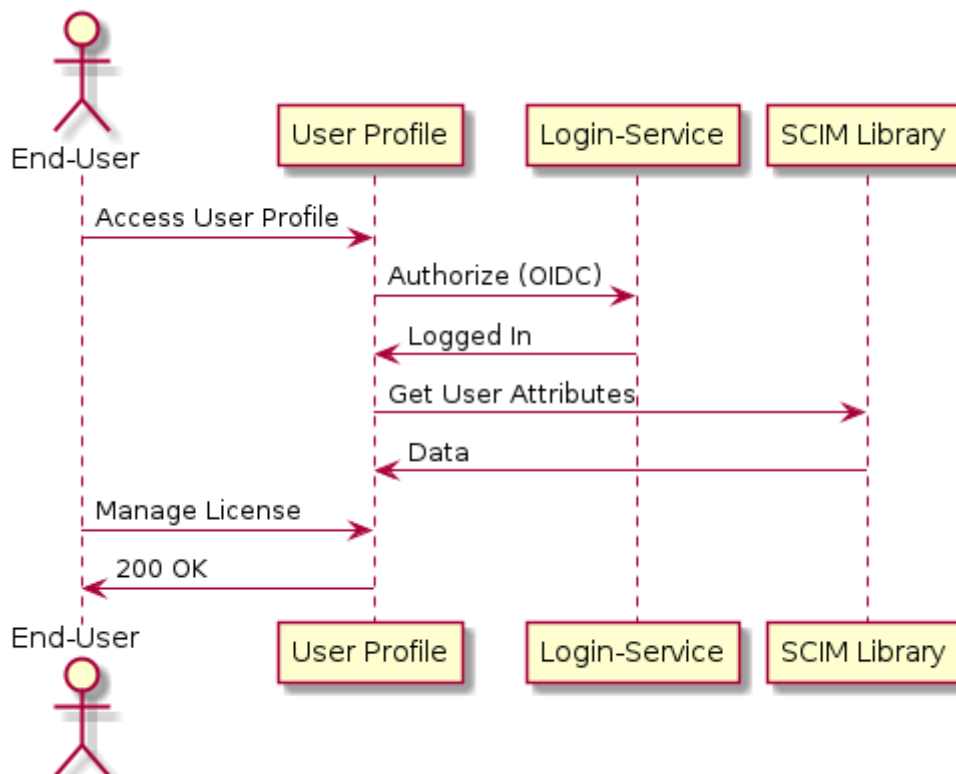 End-User
User Profile
Login-Service
SCIM Library
Access User Profile
Authorize (OIDC)
Logged In
Get User Attributes
Data
Manage License
200 OK
End-User
User Profile
Login-Service
SCIM Library